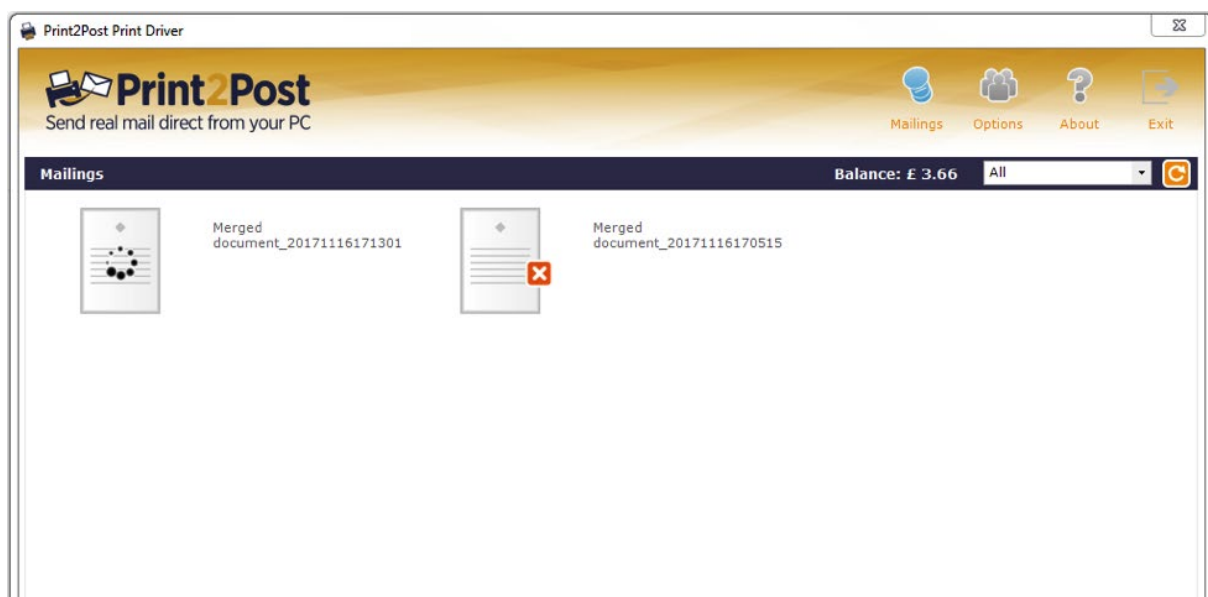 Print2Post Print Driver
Print2Post
Send real mail direct from your PC
Mailings Options About Exit
Mailings Balance: £ 3.66 All
Merged
document_20171116171301
Merged
document_20171116170515